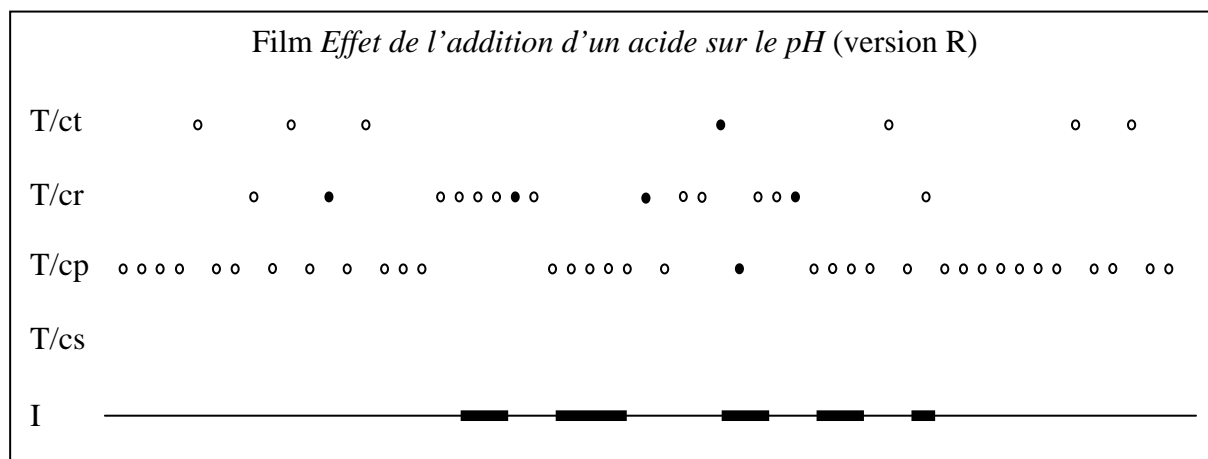 Film Effet de l’addition d’un acide sur le pH (version R)
T/ct
T/cr
T/cp
T/cs
I